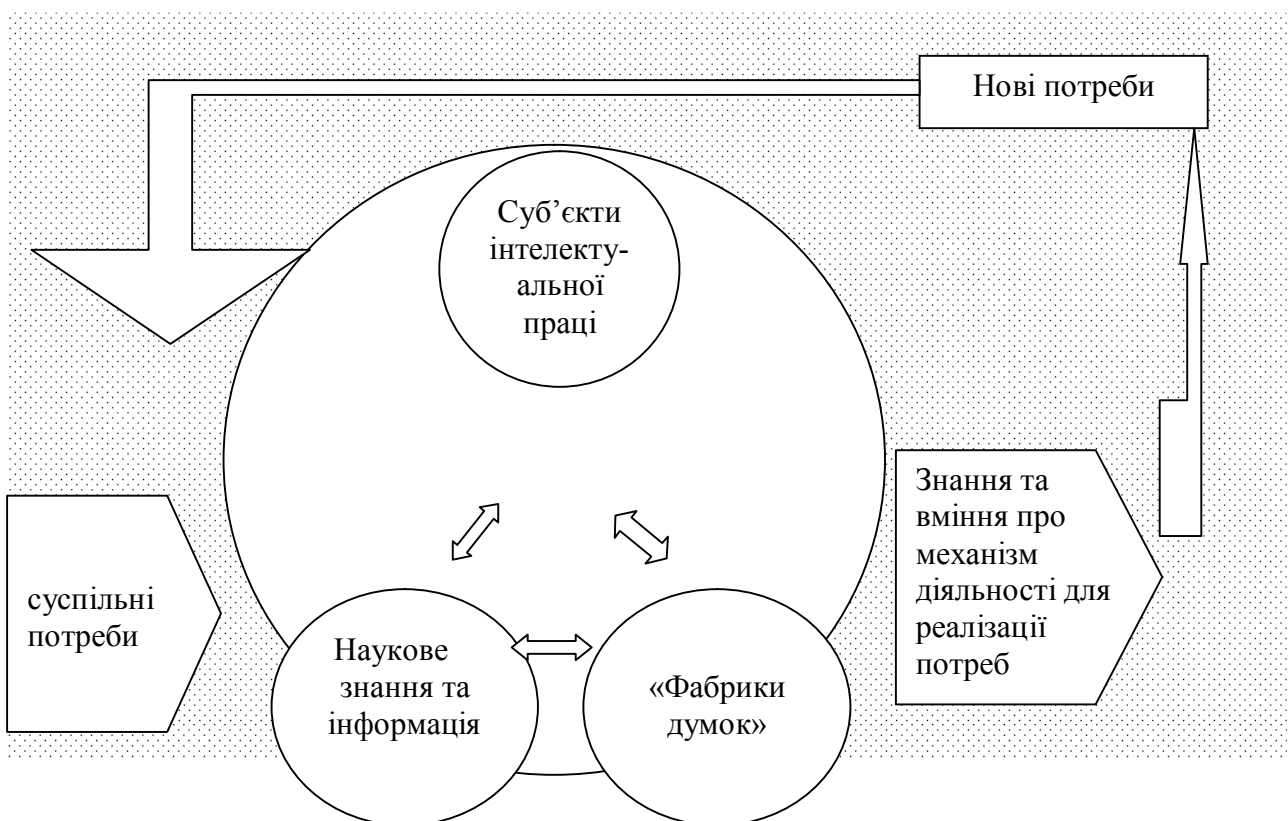 Нові потреби
Суб’єкти
інтелекту-
альної
праці
суспільні
потреби
Знання та
вміння про
механізм
діяльності для
реалізації
потреб
Наукове
знання та
інформація
«Фабрики
думок»